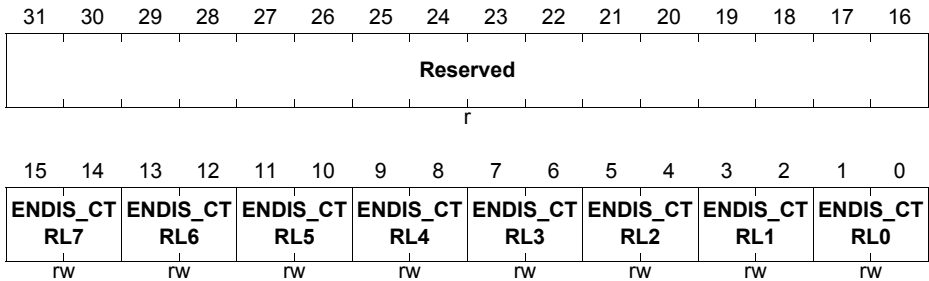 31 30 29 28 27 26 25 24 23 22 21 20 19 18 17 16
Reserved
r
15 14 13 12 11 10 9 8 7 6 5 4 3 2 1 0
ENDIS_CT ENDIS_CT ENDIS_CT ENDIS_CT ENDIS_CT ENDIS_CT ENDIS_CT ENDIS_CT
RL7 RL6 RL5 RL4 RL3 RL2 RL1 RL0
rw rw rw rw rw rw rw rw